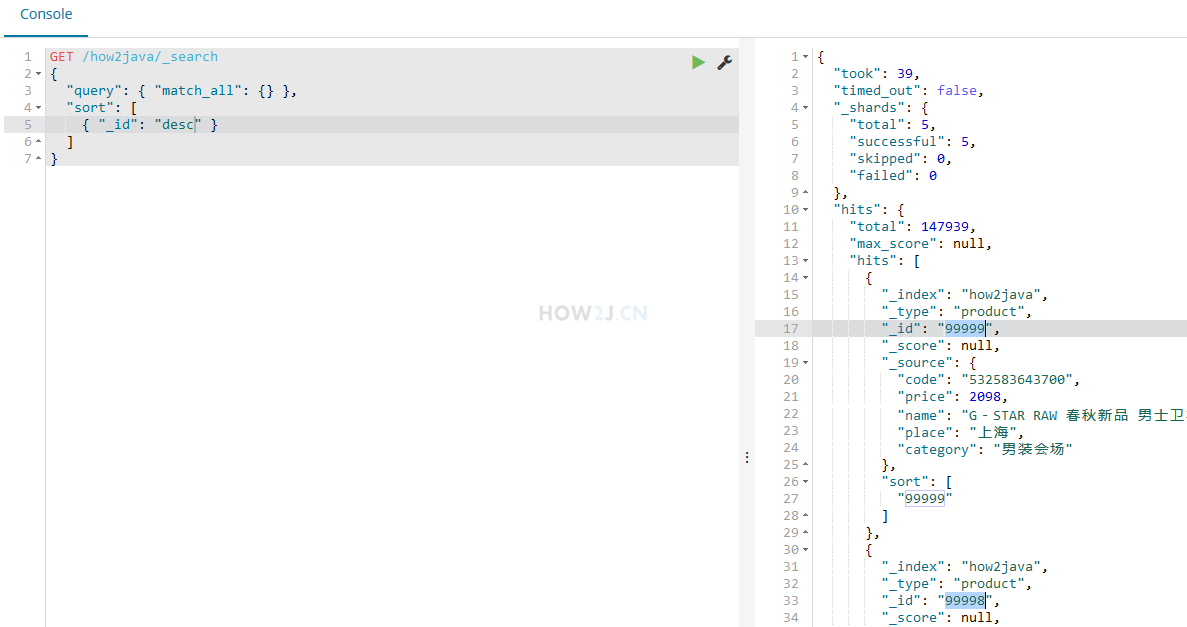 Console
1 GET /how2java/_search
2 {
3 "query": { "match_all": {} },
4 "sort": [
5 { "_id": "desc" }
6 ]
7 }
HOW2J.CN
1 {
2 "took": 39,
3 "timed_out": false,
4 "_shards": {
5 "total": 5,
6 "successful": 5,
7 "skipped": 0,
8 "failed": 0
9 },
10 "hits": {
11 "total": 147939,
12 "max_score": null,
13 "hits": [
14 {
15 "_index": "how2java",
16 "_type": "product",
17 "_id": "99999",
18 "_score": null,
19 "_source": {
20 "code": "532583643700",
21 "price": 2098,
22 "name": "G-STAR RAW 春秋新品 男士卫
23 "place": "上海",
24 "category": "男装会场"
25 },
26 "sort": [
27 "99999"
28 ]
29 },
30 {
31 "_index": "how2java",
32 "_type": "product",
33 "_id": "99998",
34 "_score": null,